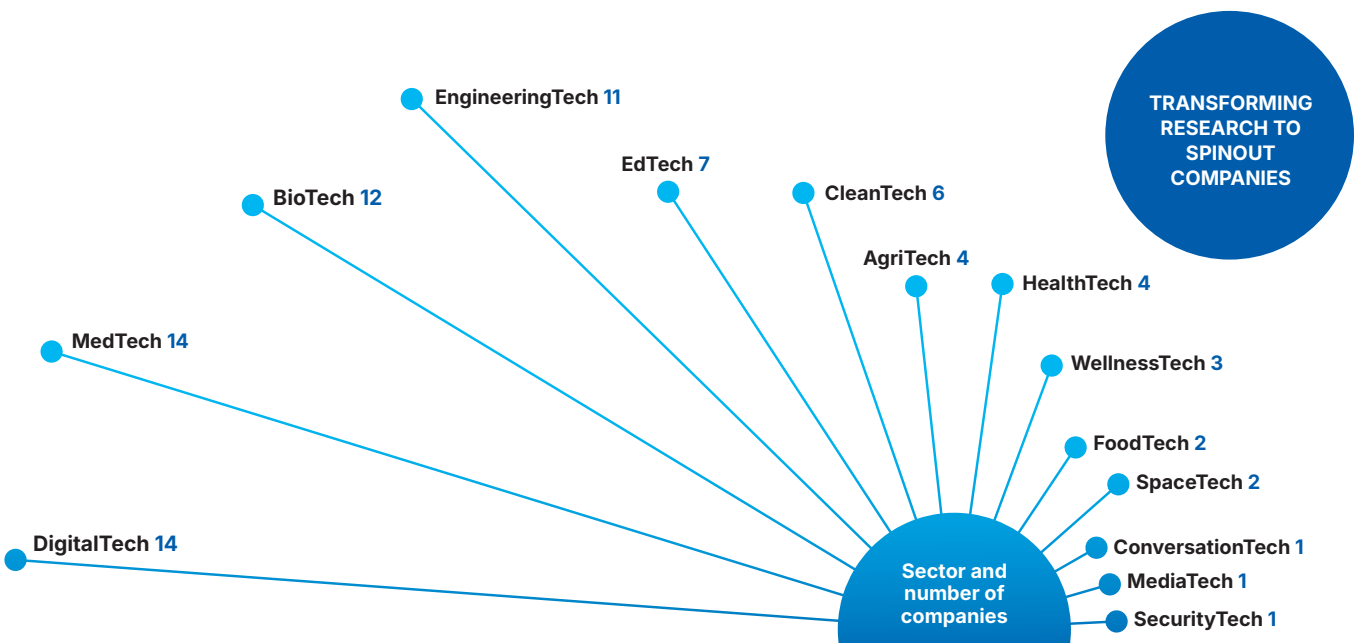 TRANSFORMING
RESEARCH TO
SPINOUT
COMPANIES
EngineeringTech 11
EdTech 7
BioTech 12
CleanTech 6
AgriTech 4
HealthTech 4
MedTech 14
WellnessTech 3
FoodTech 2
SpaceTech 2
DigitalTech 14
ConversationTech 1
MediaTech 1
SecurityTech 1
Sector and
number of
companies